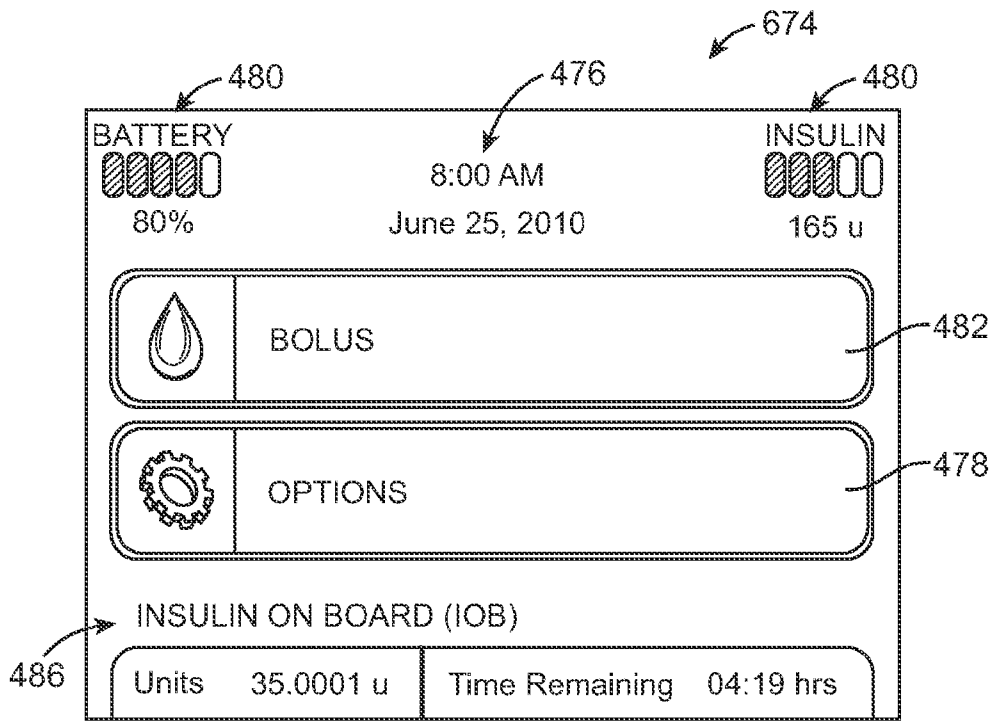 674
480 476 480
BATTERY INSULIN
8:00 AM
80% June 25, 2010 165 u
BOLUS
482
OPTIONS
478
INSULIN ON BOARD (IOB)
486
Units 35.0001 u Time Remaining 04:19 hrs